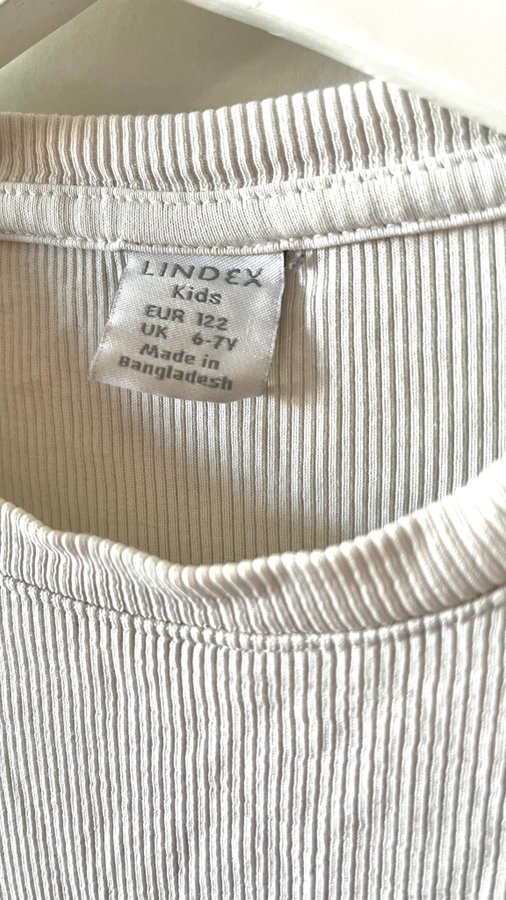 LINDEX
Kids
EUR 122
UK 6-7Y
Made in
Bangladesh